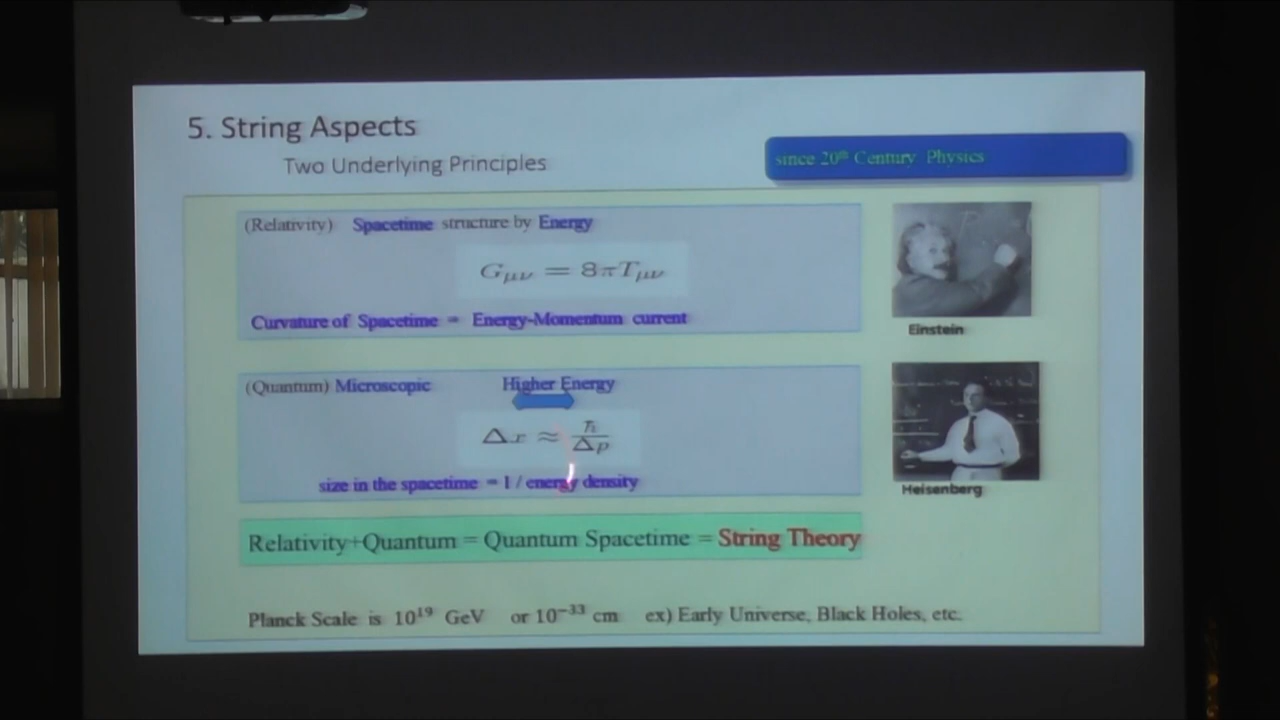 5. String Aspects
Two Underlying Principles
since 20th Century Physics
(Relativity) Spacetime structure by Energy
Gμν = 8πTμν
Curvature of Spacetime = Energy-Momentum current
Einstein
(Quantum) Microscopic Higher Energy
Δx ≈ ℏ/Δp
size in the spacetime = 1 / energy density
Heisenberg
Relativity+Quantum = Quantum Spacetime = String Theory
Planck Scale is 10¹⁹ GeV or 10⁻³³ cm ex) Early Universe, Black Holes, etc.